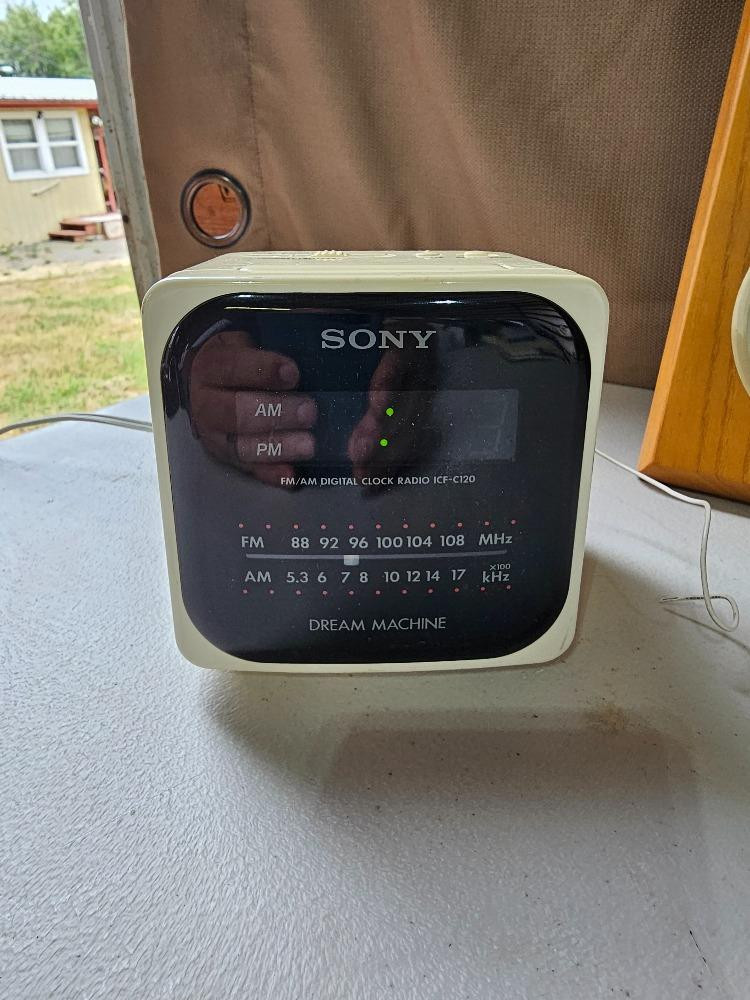 SONY
AM
PM
FM/AM DIGITAL CLOCK RADIO ICF-C120
FM 88 92 96 100 104 108 MHz
AM 5.3 6 7 8 10 12 14 17 x100 kHz
DREAM MACHINE